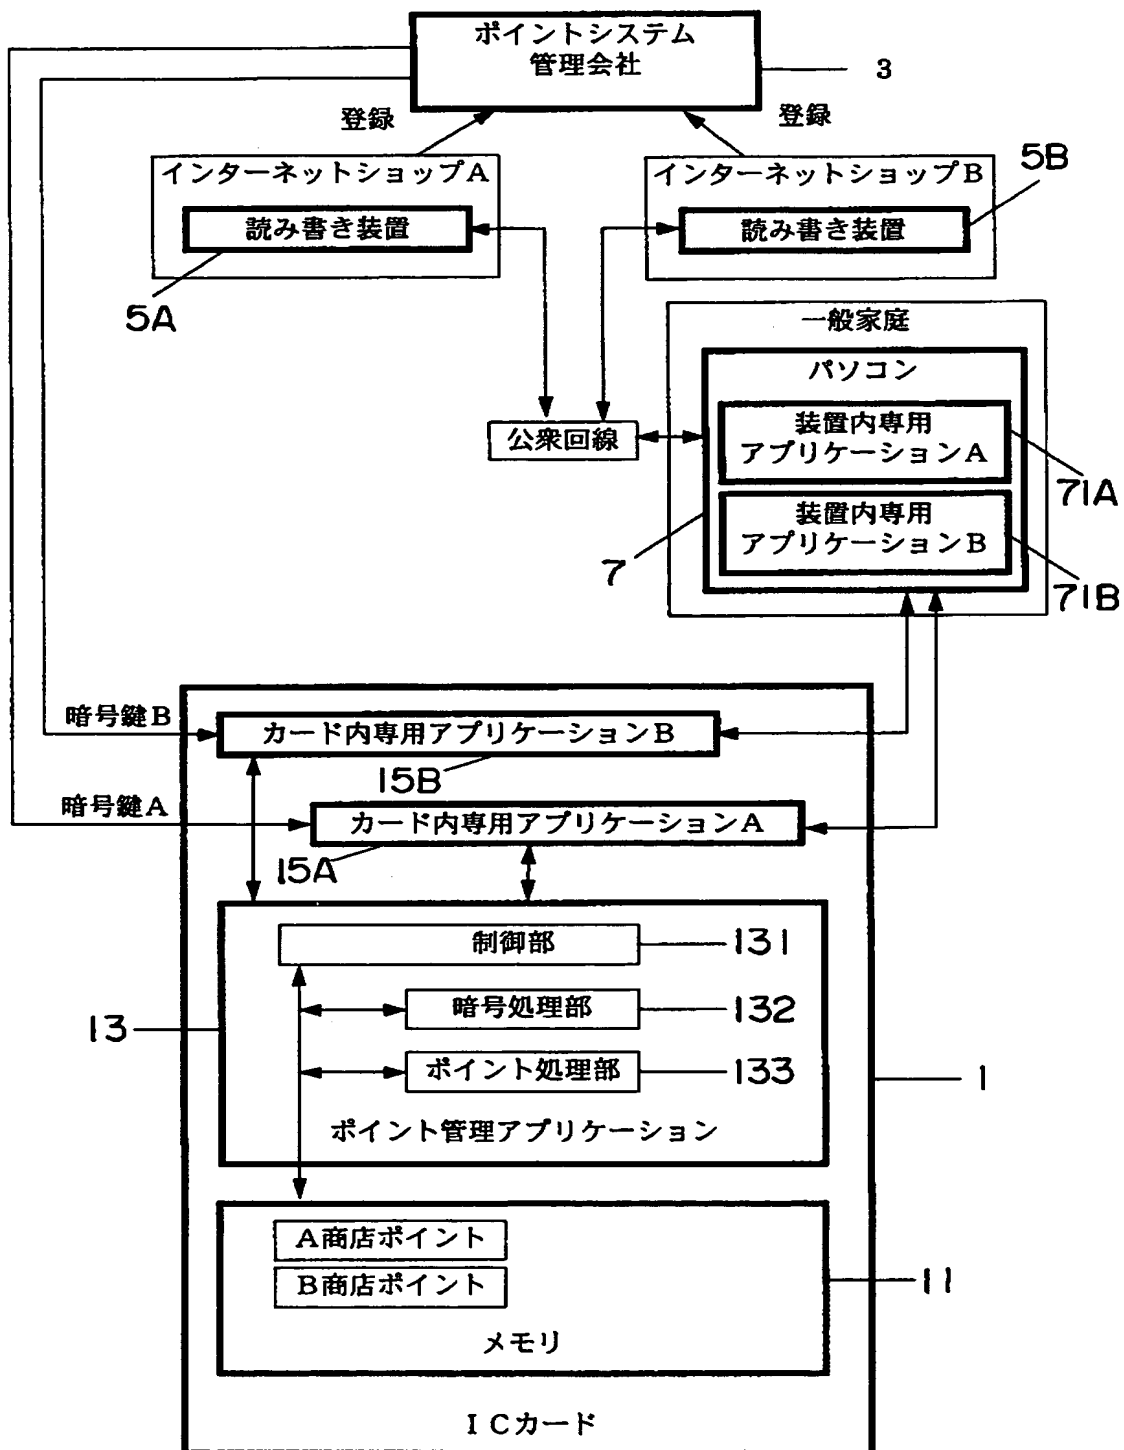 ポイントシステム
管理会社
3
登録
登録
インターネットショップA
読み書き装置
5A
インターネットショップB
5B
読み書き装置
一般家庭
パソコン
装置内専用
アプリケーションA
71A
装置内専用
アプリケーションB
71B
7
公衆回線
暗号鍵B
カード内専用アプリケーションB
15B
暗号鍵A
カード内専用アプリケーションA
15A
制御部
131
暗号処理部
132
13
ポイント処理部
133
1
ポイント管理アプリケーション
A商店ポイント
B商店ポイント
11
メモリ
ICカード